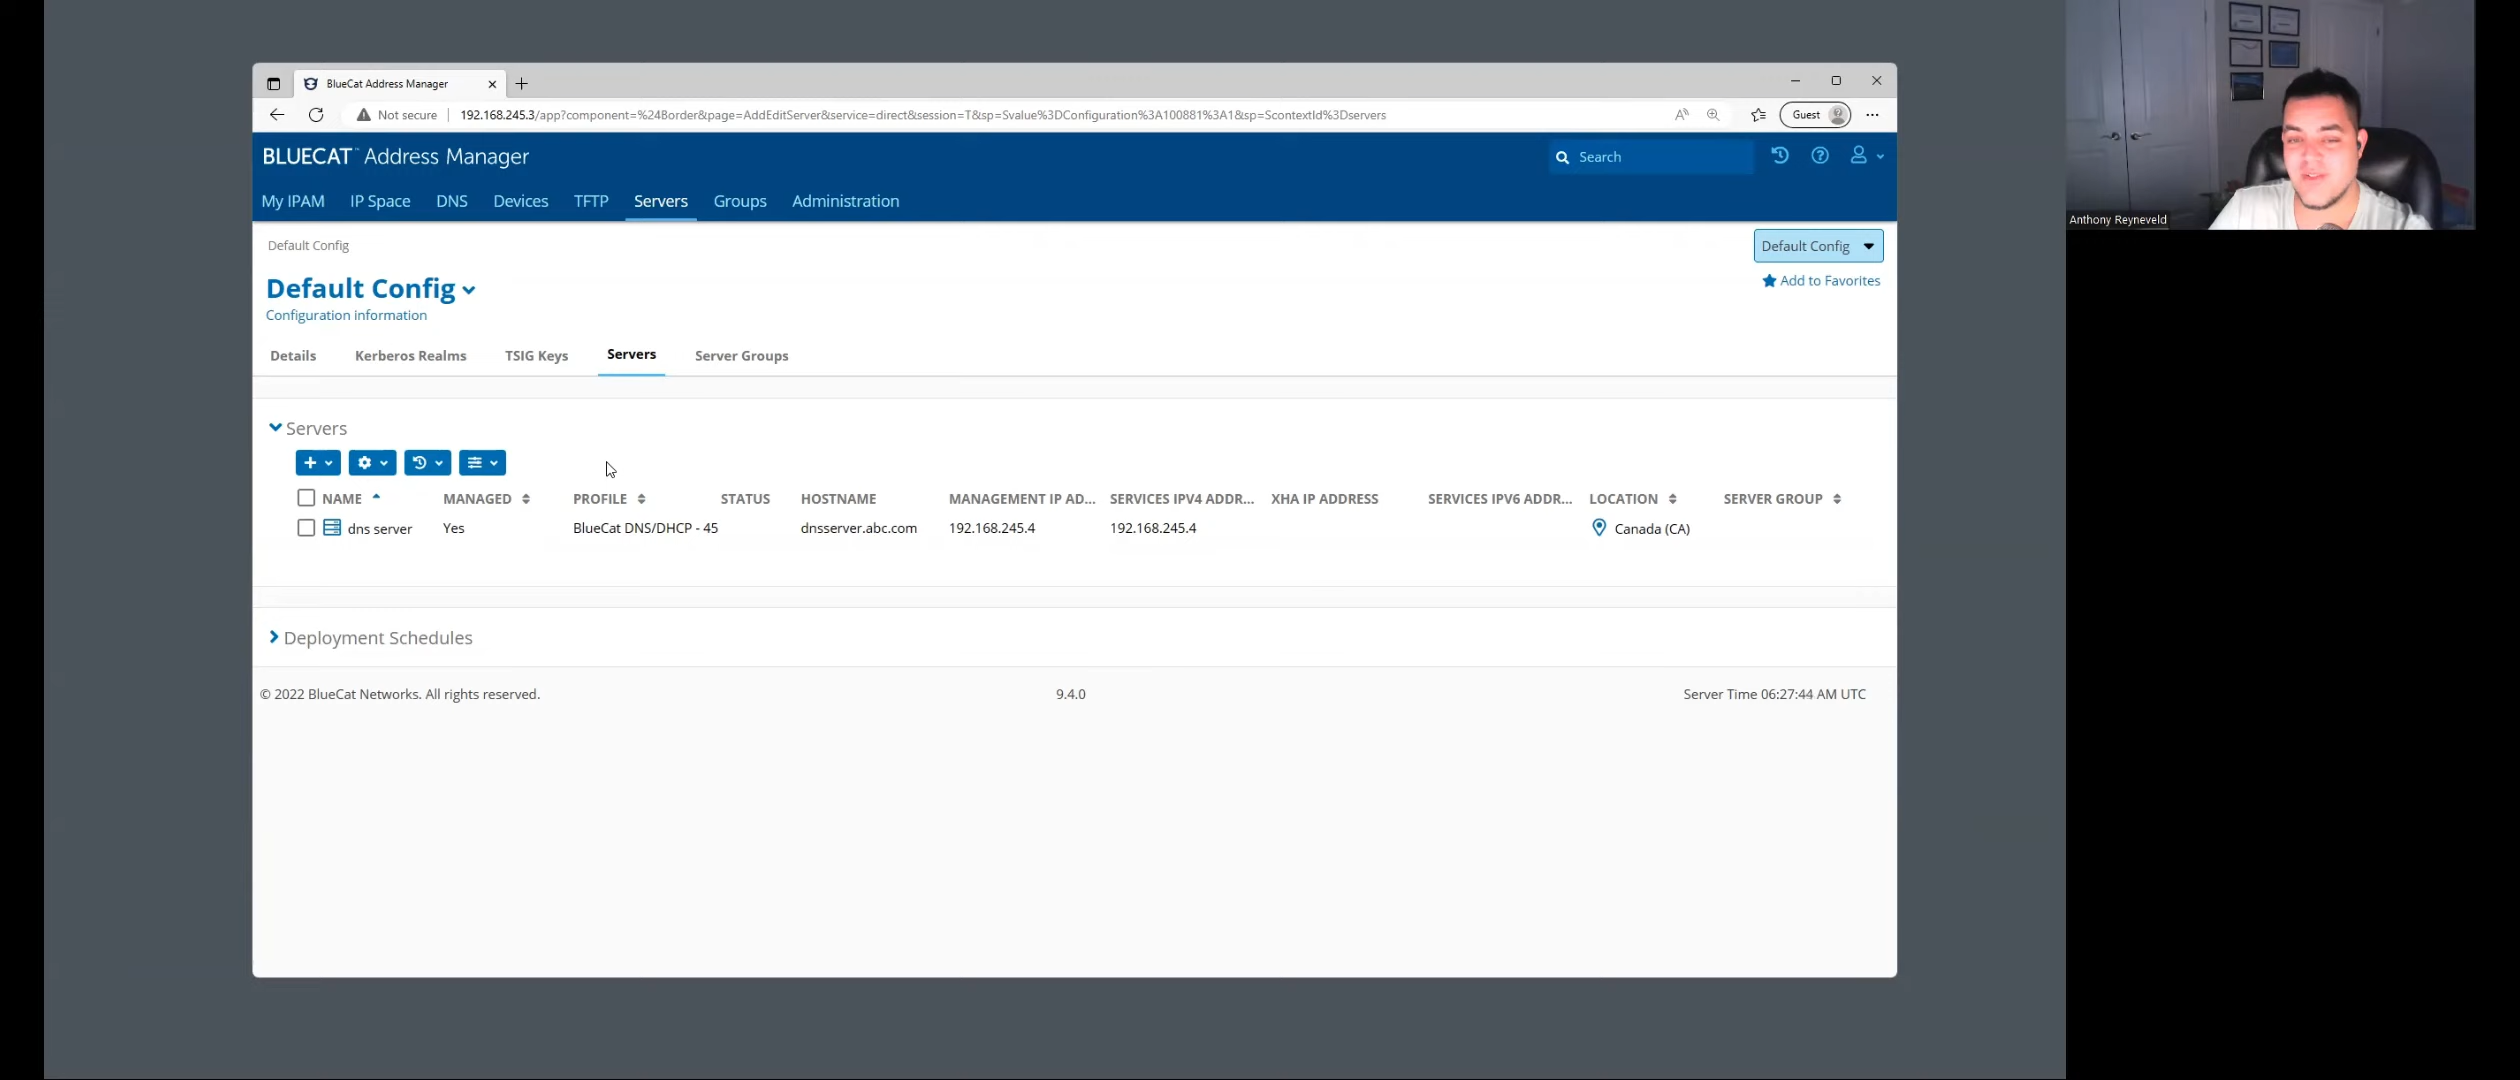 BlueCat Address Manager
Not secure 192.168.245.3/app?component=%24Border&page=AddEditServer&service=direct&session=T&sp=Svalue%3DConfiguration%3A100881%3A1&sp=ScontextId%3Dservers
Guest
BLUECAT™ Address Manager
Search
My IPAM IP Space DNS Devices TFTP Servers Groups Administration
Anthony Reyneveld
Default Config
Default Config
Default Config
Add to Favorites
Configuration information
Details Kerberos Realms TSIG Keys Servers Server Groups
Servers
NAME MANAGED PROFILE STATUS HOSTNAME MANAGEMENT IP AD... SERVICES IPV4 ADDR... XHA IP ADDRESS SERVICES IPV6 ADDR... LOCATION SERVER GROUP
dns server Yes BlueCat DNS/DHCP - 45 dnsserver.abc.com 192.168.245.4 192.168.245.4 Canada (CA)
Deployment Schedules
© 2022 BlueCat Networks. All rights reserved. 9.4.0 Server Time 06:27:44 AM UTC